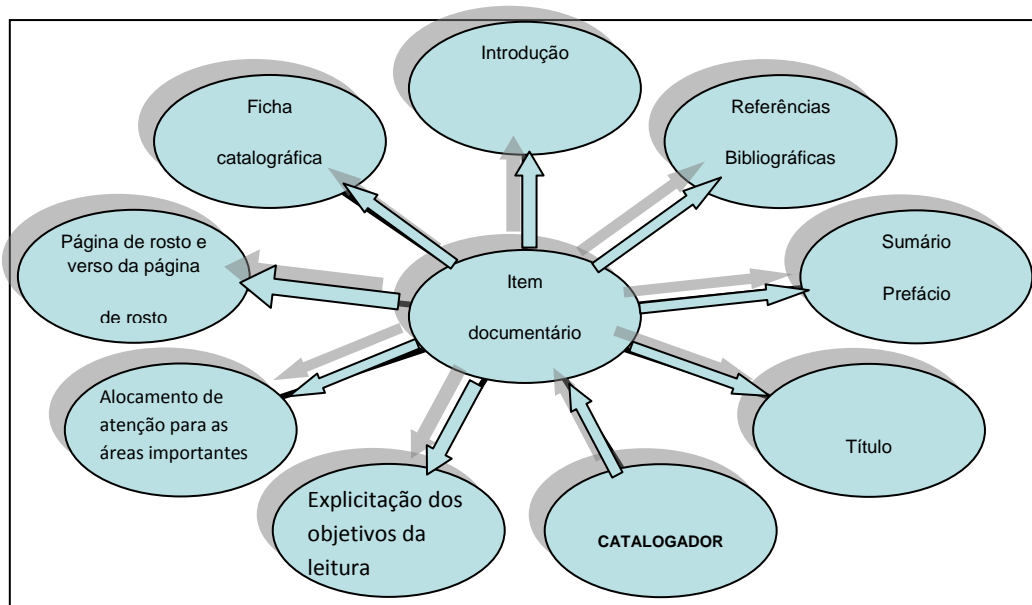 Introdução
Ficha
catalográfica
Referências
Bibliográficas
Página de rosto e
verso da página
de rosto
Item
documentário
Sumário
Prefácio
Alocamento de
atenção para as
áreas importantes
Título
Explicitação dos
objetivos da
leitura
CATALOGADOR